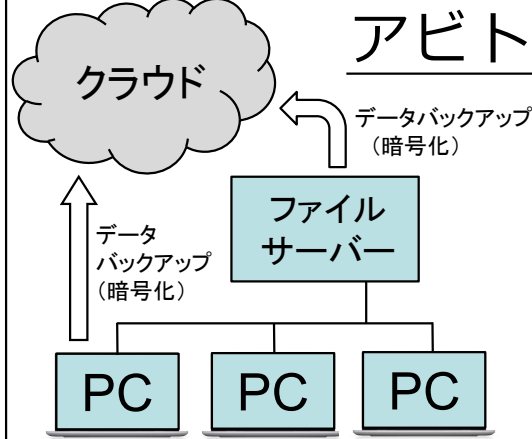 アビト
クラウド
データバックアップ
（暗号化）
ファイル
サーバー
データ
バックアップ
（暗号化）
PC
PC
PC